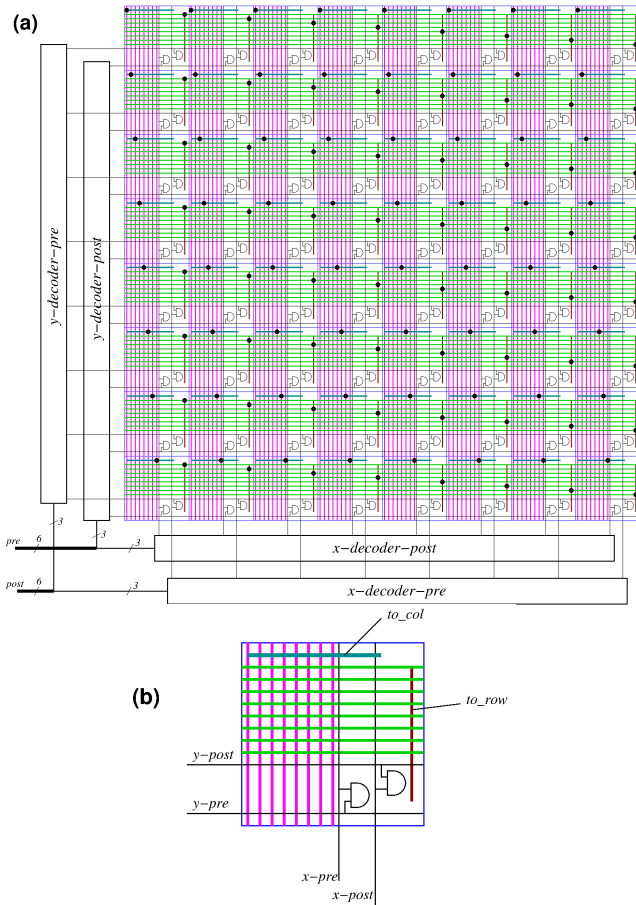 (a)
y−decoder−pre
y−decoder−post
3
3
pre
6
3
x−decoder−post
post
6
3
x−decoder−pre
to_col
(b)
to_row
y−post
y−pre
x−pre
x−post